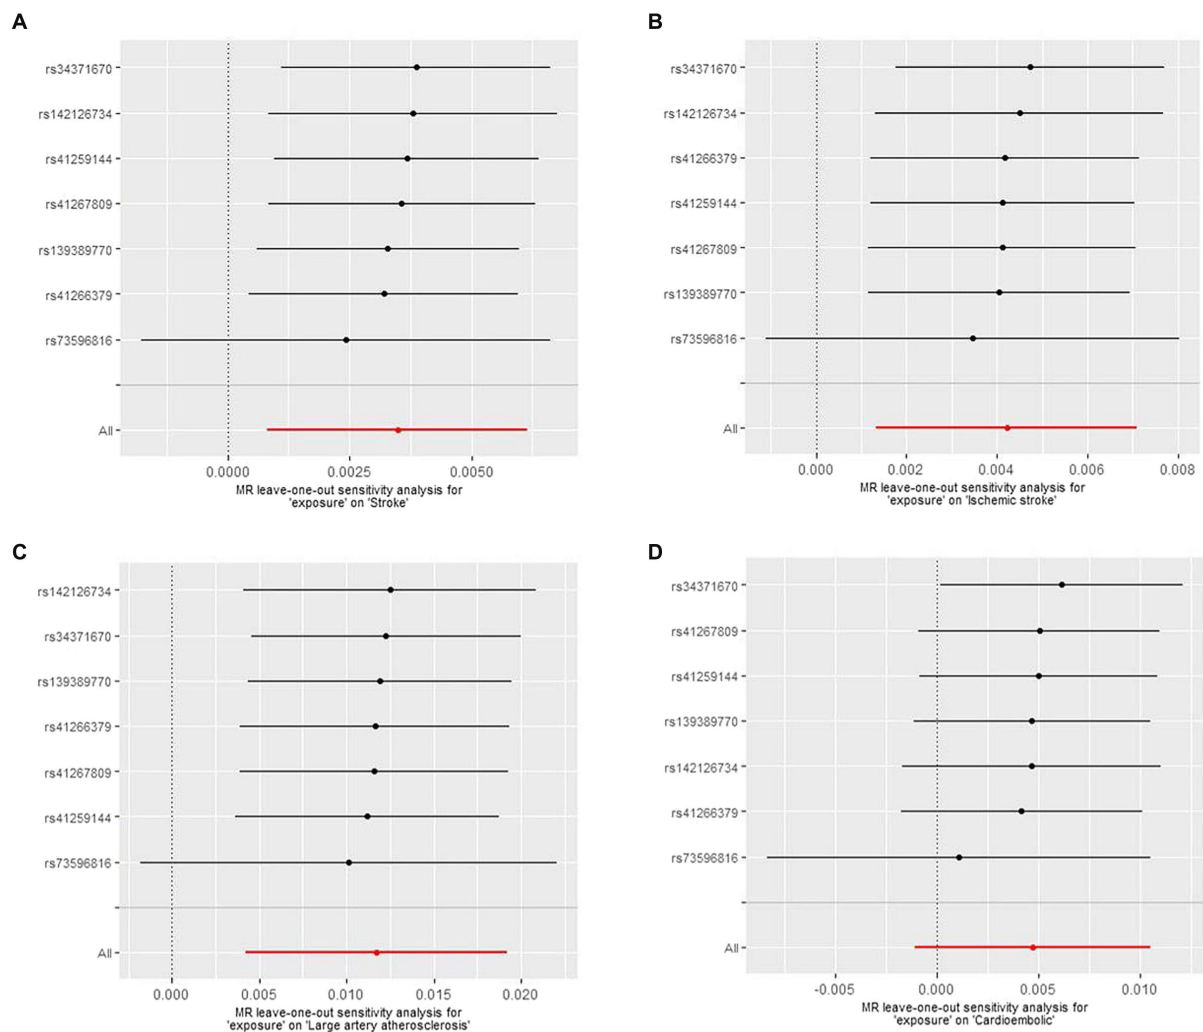 A
rs34371670
rs142126734
rs41259144
rs41267809
rs139389770
rs41266379
rs73596816
All
0.0000 0.0025 0.0050
MR leave-one-out sensitivity analysis for
'exposure' on 'Stroke'
B
rs34371670
rs142126734
rs41266379
rs41259144
rs41267809
rs139389770
rs73596816
All
0.000 0.002 0.004 0.006 0.008
MR leave-one-out sensitivity analysis for
'exposure' on 'Ischemic stroke'
C
rs142126734
rs34371670
rs139389770
rs41266379
rs41267809
rs41259144
rs73596816
All
0.000 0.005 0.010 0.015 0.020
MR leave-one-out sensitivity analysis for
'exposure' on 'Large artery atherosclerosis'
D
rs34371670
rs41267809
rs41259144
rs139389770
rs142126734
rs41266379
rs73596816
All
-0.005 0.000 0.005 0.010
MR leave-one-out sensitivity analysis for
'exposure' on 'Cardioembolic'